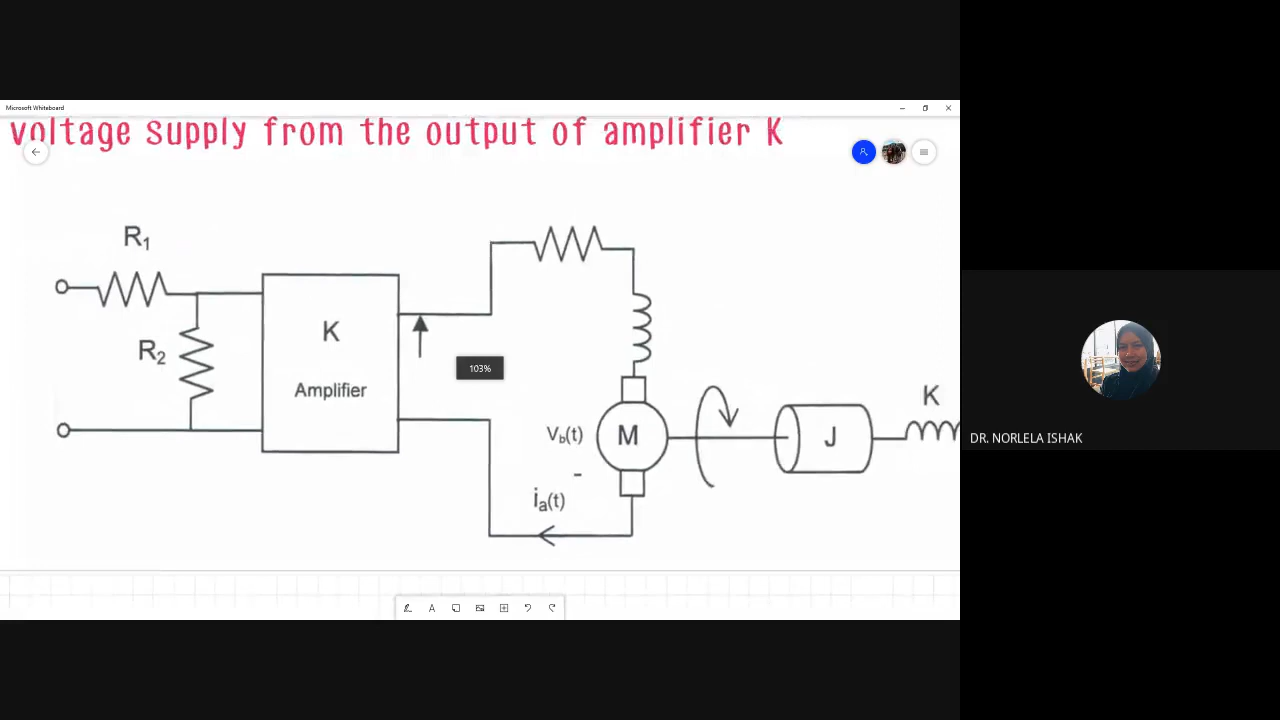 Microsoft Whiteboard
voltage supply from the output of amplifier K
R1
R2
K
Amplifier
103%
Vb(t)
M
-
ia(t)
J
K
A
DR. NORLELA ISHAK